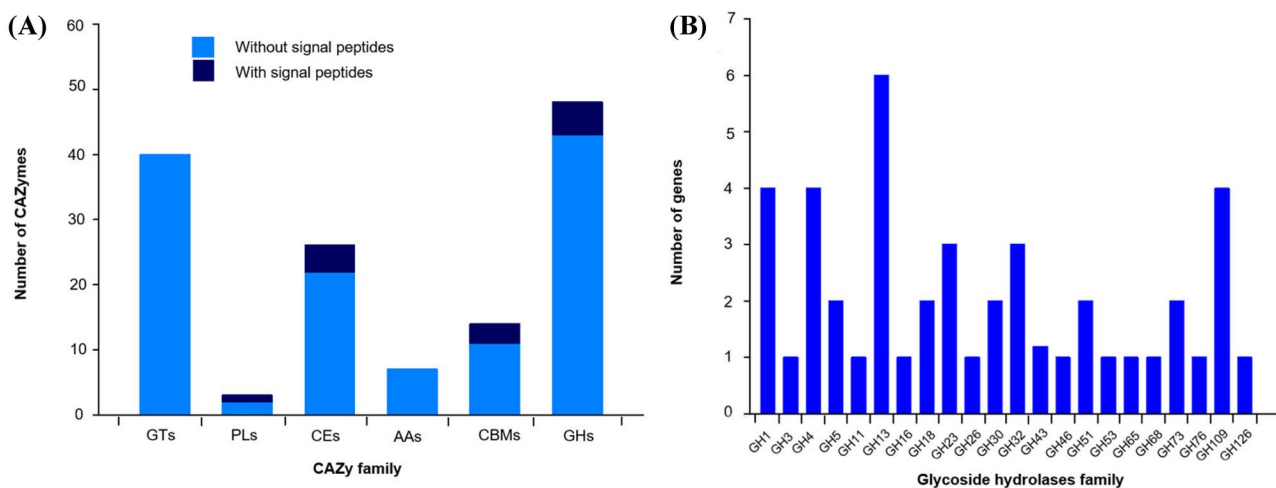 (A)
Number of CAZymes
60
50
40
30
20
10
0
Without signal peptides
With signal peptides
GTs
PLs
CEs
AAs
CBMs
GHs
CAZy family
(B)
Number of genes
7
6
5
4
3
2
1
0
GH1
GH3
GH4
GH5
GH11
GH13
GH16
GH18
GH23
GH26
GH30
GH32
GH43
GH46
GH51
GH53
GH65
GH68
GH73
GH76
GH109
GH126
Glycoside hydrolases family